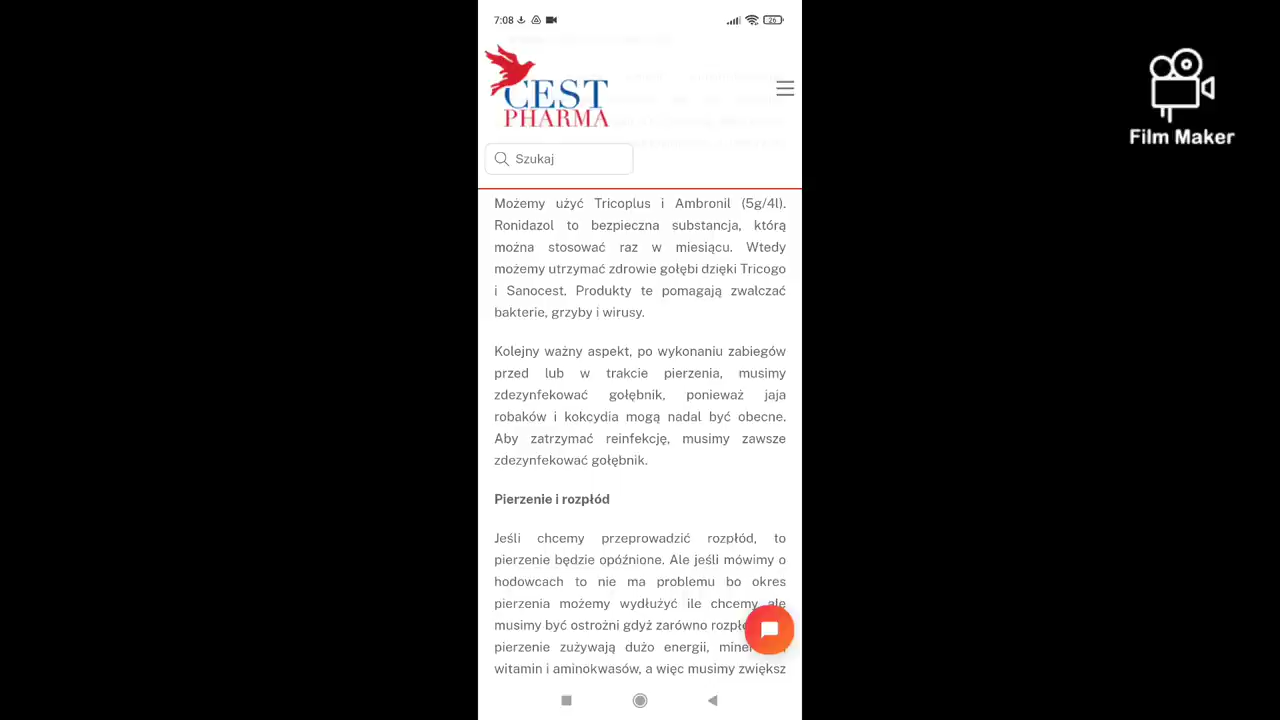 7:08
26
CEST
PHARMA
Film Maker
Szukaj
Możemy użyć Tricoplus i Ambronil (5g/4l).
Ronidazol to bezpieczna substancja, którą
można stosować raz w miesiącu. Wtedy
możemy utrzymać zdrowie gołębi dzięki Tricogo
i Sanocest. Produkty te pomagają zwalczać
bakterie, grzyby i wirusy.
Kolejny ważny aspekt, po wykonaniu zabiegów
przed lub w trakcie pierzenia, musimy
zdezynfekować gołębnik, ponieważ jaja
robaków i kokcydia mogą nadal być obecne.
Aby zatrzymać reinfekcję, musimy zawsze
zdezynfekować gołębnik.
Pierzenie i rozpłód
Jeśli chcemy przeprowadzić rozpłód, to
pierzenie będzie opóźnione. Ale jeśli mówimy o
hodowcach to nie ma problemu bo okres
pierzenia możemy wydłużyć ile chcemy ale
musimy być ostrożni gdyż zarówno
pierzenie zużywają dużo energii,
witamin i aminokwasów, a więc musimy zwiększ